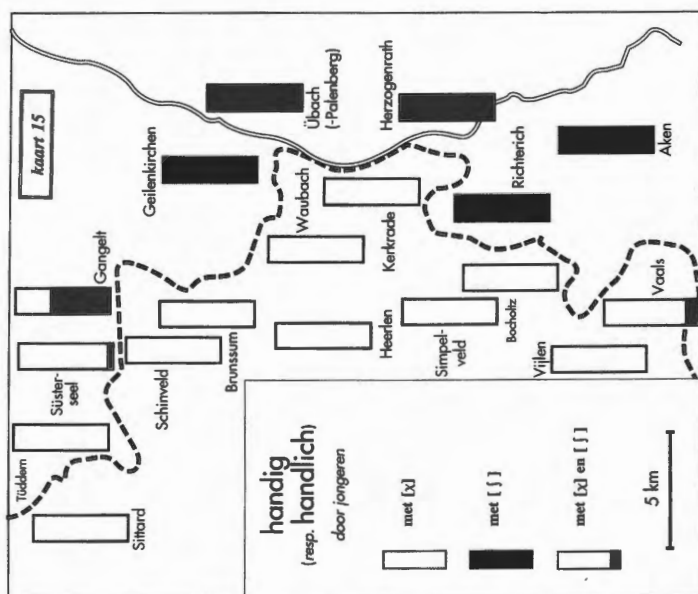 kaart 15
Geilenkirchen
Übach
(-Palenberg)
Herzogenrath
Waubach
Kerkrade
Richterich
Aken
Gangelt
Süster-
seel
Tüddern
Sittard
Schinveld
Brunssum
Heerlen
Simpel-
veld
Bocholtz
Vijlen
Vaals
handig
(resp. handlich)
door jongeren
met [χ]
met [ʃ]
met [χ] en [ʃ]
5 km